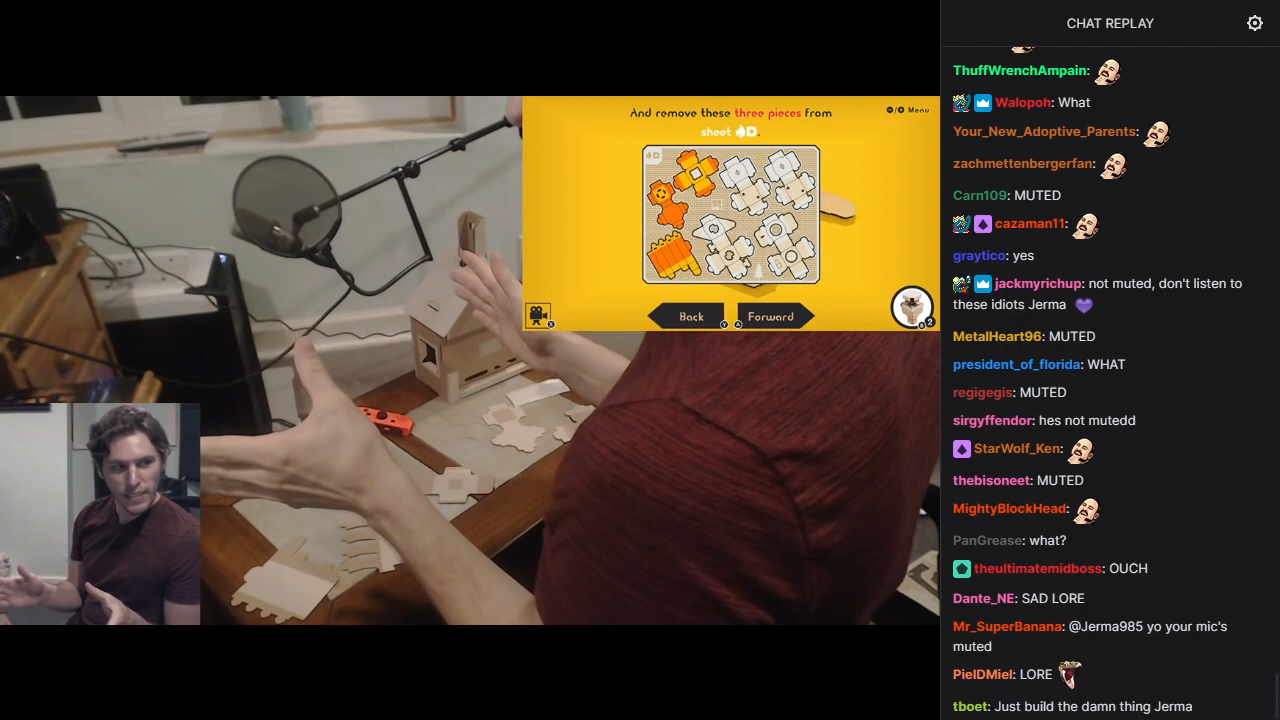 And remove these three pieces from
sheet D.
⊖/⊕ Menu
Back
Y
A
Forward
X
R
2
CHAT REPLAY
ThuffWrenchAmpain:
Walopoh: What
Your_New_Adoptive_Parents:
zachmettenbergerfan:
Carn109: MUTED
cazaman11:
graytico: yes
jackmyrichup: not muted, don't listen to
these idiots Jerma
MetalHeart96: MUTED
president_of_florida: WHAT
regigegis: MUTED
sirgyffendor: hes not mutedd
StarWolf_Ken:
thebisoneet: MUTED
MightyBlockHead:
PanGrease: what?
theultimatemidboss: OUCH
Dante_NE: SAD LORE
Mr_SuperBanana: @Jerma985 yo your mic's
muted
PielDMiel: LORE
tboet: Just build the damn thing Jerma